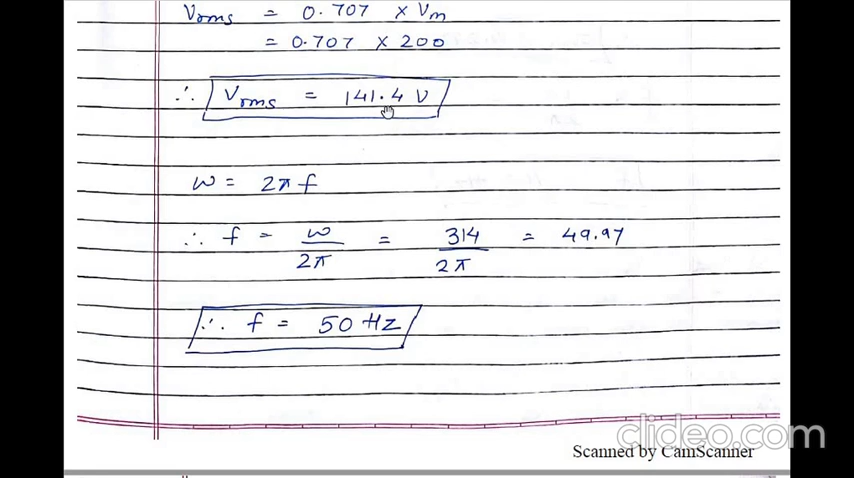 Vrms = 0.707 × Vm
= 0.707 × 200
∴ Vrms = 141.4 V
ω = 2π f
∴ f = ω/2π = 314/2π = 49.97
∴ f = 50 Hz
clideo.com
Scanned by CamScanner